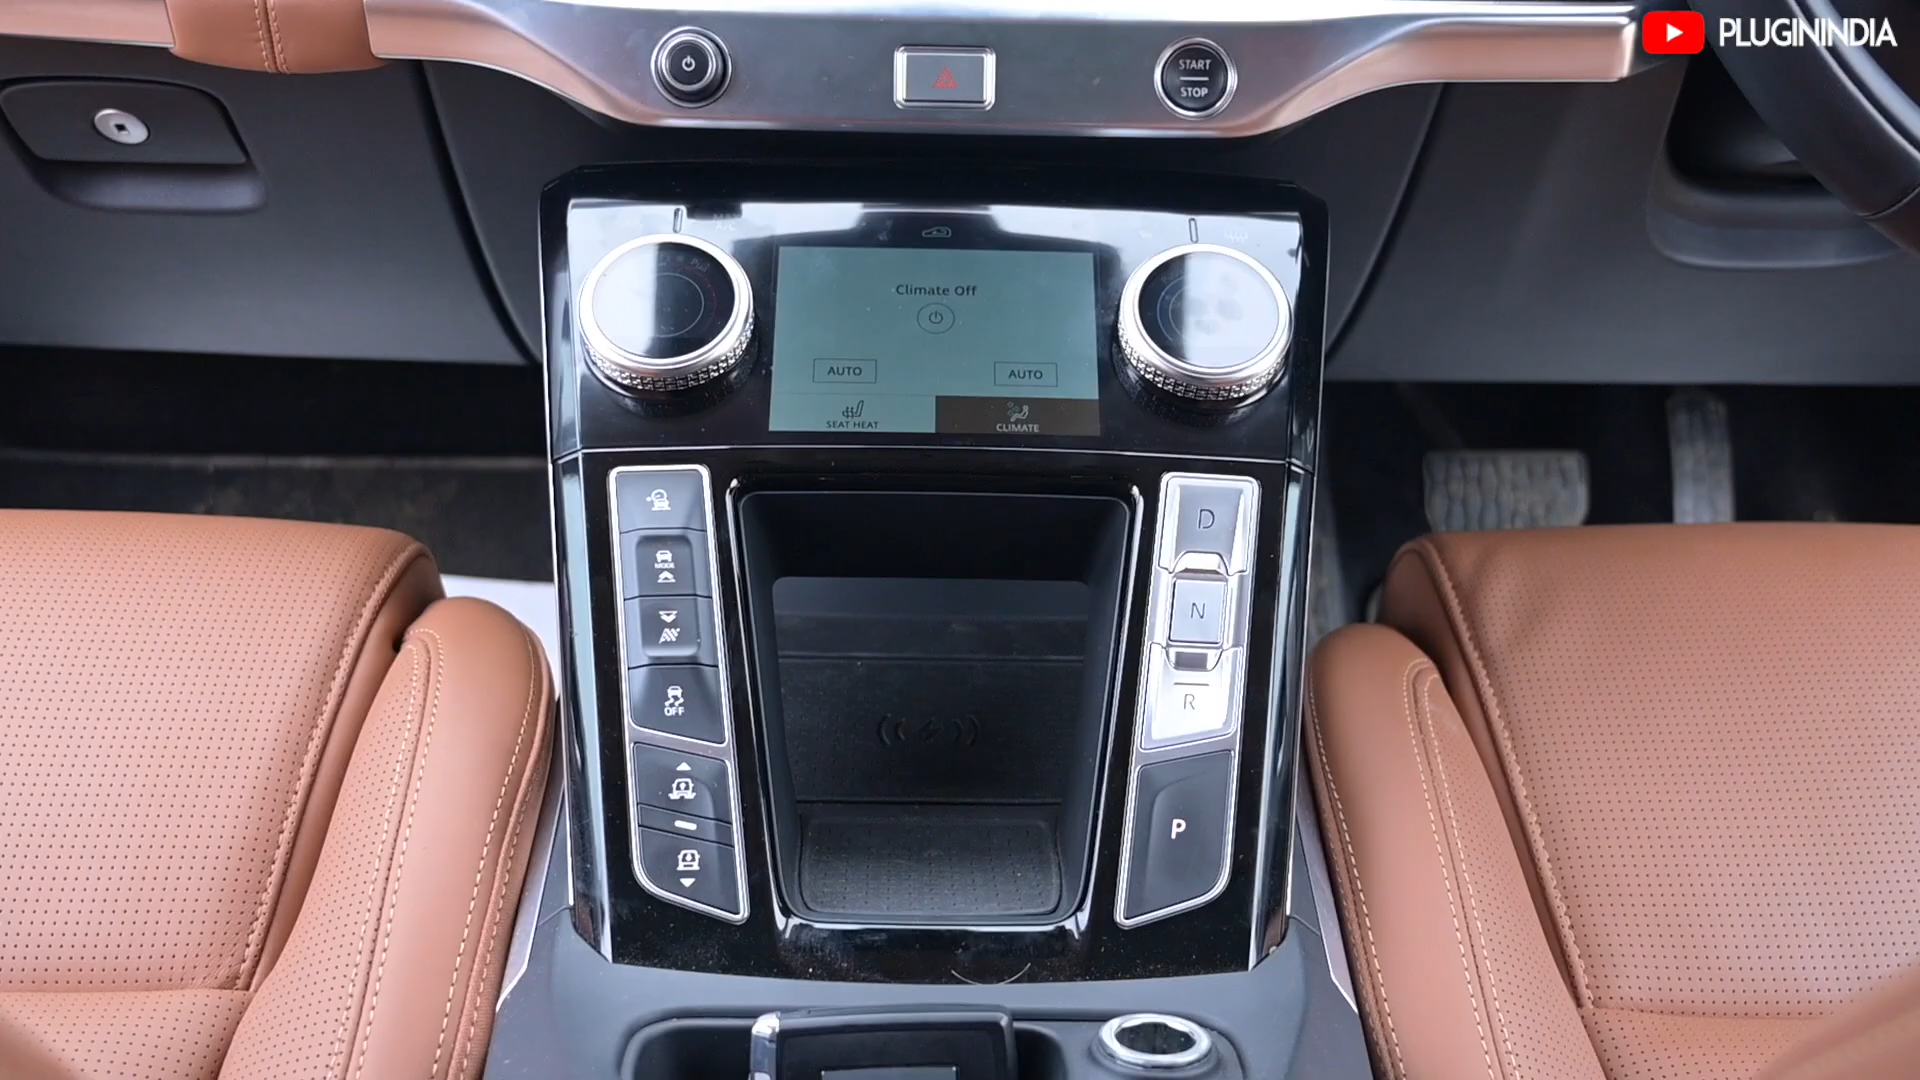 PLUGININDIA
START
STOP
A/C
Climate Off
AUTO
AUTO
SEAT HEAT
CLIMATE
MODE
OFF
D
N
R
P